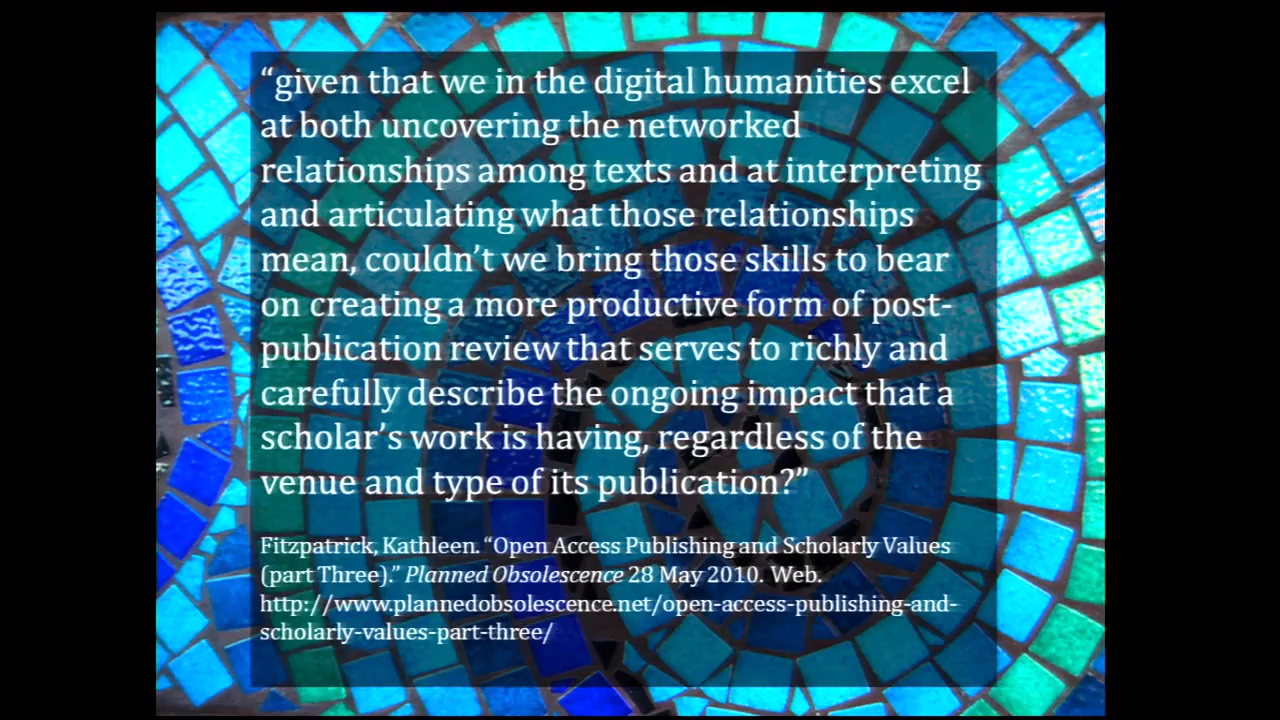 “given that we in the digital humanities excel
at both uncovering the networked
relationships among texts and at interpreting
and articulating what those relationships
mean, couldn’t we bring those skills to bear
on creating a more productive form of post-
publication review that serves to richly and
carefully describe the ongoing impact that a
scholar’s work is having, regardless of the
venue and type of its publication?”
Fitzpatrick, Kathleen. “Open Access Publishing and Scholarly Values
(part Three).” Planned Obsolescence 28 May 2010. Web.
http://www.plannedobsolescence.net/open-access-publishing-and-
scholarly-values-part-three/